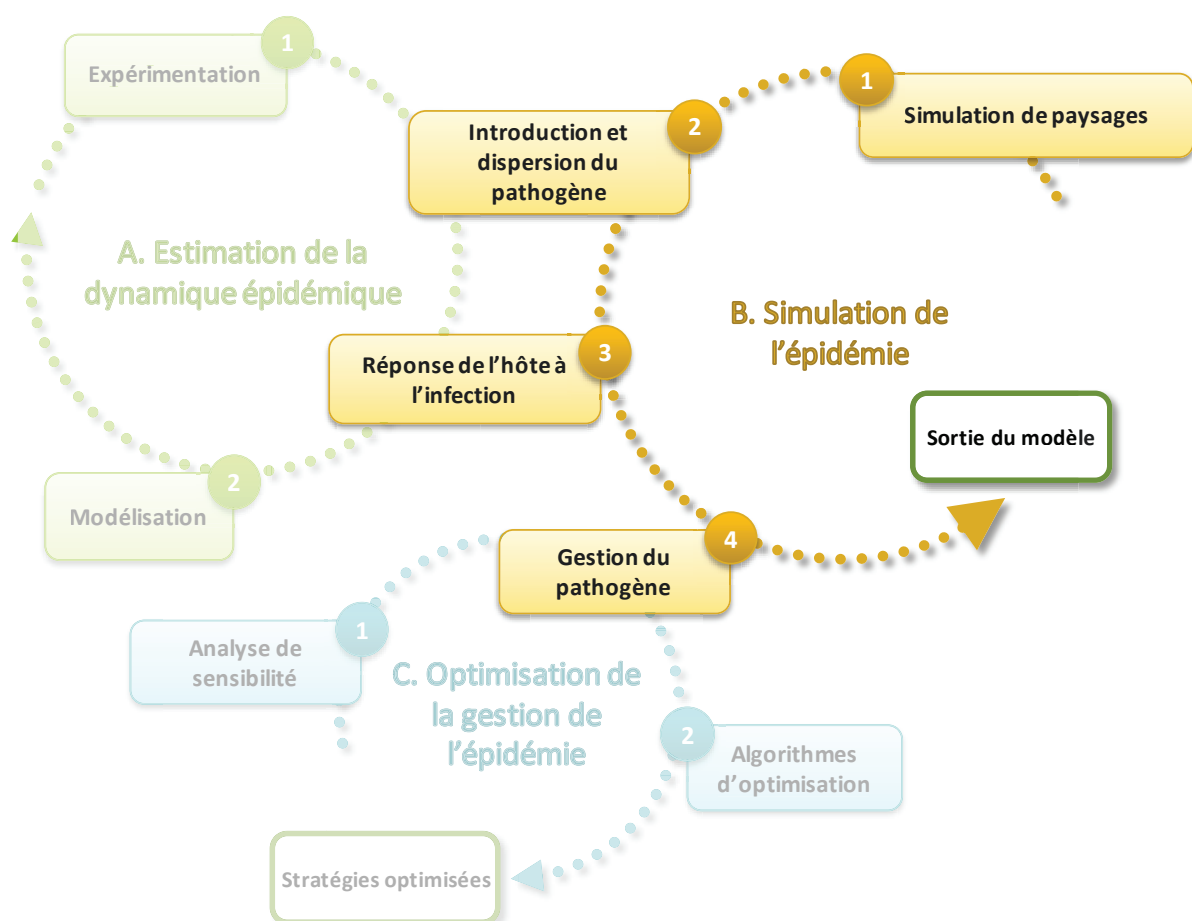 1
Expérimentation
2
Introduction et
dispersion du
pathogène
1
Simulation de paysages
A. Estimation de la
dynamique épidémique
B. Simulation de
l'épidémie
3
Réponse de l'hôte à
l'infection
Sortie du modèle
2
Modélisation
4
Gestion du
pathogène
1
Analyse de
sensibilité
C. Optimisation de
la gestion de
l'épidémie
2
Algorithmes
d'optimisation
Stratégies optimisées